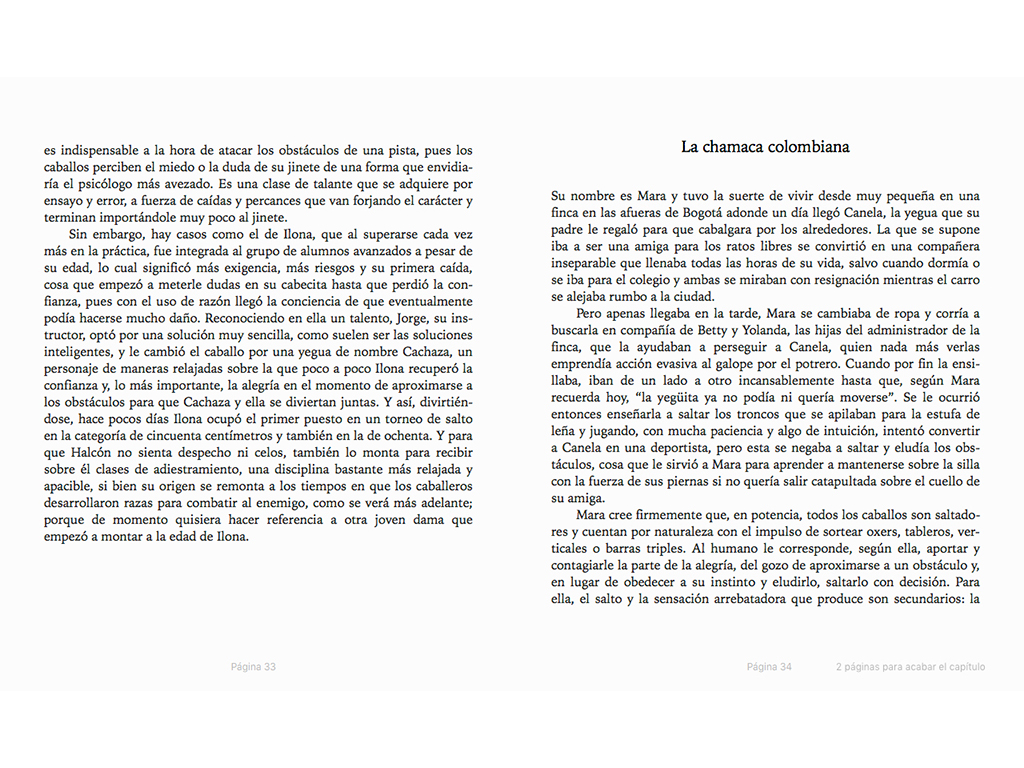 es indispensable a la hora de atacar los obstáculos de una pista, pues los
caballos perciben el miedo o la duda de su jinete de una forma que envidia-
ría el psicólogo más avezado. Es una clase de talante que se adquiere por
ensayo y error, a fuerza de caídas y percances que van forjando el carácter y
terminan importándole muy poco al jinete.
Sin embargo, hay casos como el de Ilona, que al superarse cada vez
más en la práctica, fue integrada al grupo de alumnos avanzados a pesar de
su edad, lo cual significó más exigencia, más riesgos y su primera caída,
cosa que empezó a meterle dudas en su cabecita hasta que perdió la con-
fianza, pues con el uso de razón llegó la conciencia de que eventualmente
podía hacerse mucho daño. Reconociendo en ella un talento, Jorge, su ins-
tructor, optó por una solución muy sencilla, como suelen ser las soluciones
inteligentes, y le cambió el caballo por una yegua de nombre Cachaza, un
personaje de maneras relajadas sobre la que poco a poco Ilona recuperó la
confianza y, lo más importante, la alegría en el momento de aproximarse a
los obstáculos para que Cachaza y ella se diviertan juntas. Y así, divirtién-
dose, hace pocos días Ilona ocupó el primer puesto en un torneo de salto
en la categoría de cincuenta centímetros y también en la de ochenta. Y para
que Halcón no sienta despecho ni celos, también lo monta para recibir
sobre él clases de adiestramiento, una disciplina bastante más relajada y
apacible, si bien su origen se remonta a los tiempos en que los caballeros
desarrollaron razas para combatir al enemigo, como se verá más adelante;
porque de momento quisiera hacer referencia a otra joven dama que
empezó a montar a la edad de Ilona.
Página 33
La chamaca colombiana
Su nombre es Mara y tuvo la suerte de vivir desde muy pequeña en una
finca en las afueras de Bogotá adonde un día llegó Canela, la yegua que su
padre le regaló para que cabalgara por los alrededores. La que se supone
iba a ser una amiga para los ratos libres se convirtió en una compañera
inseparable que llenaba todas las horas de su vida, salvo cuando dormía o
se iba para el colegio y ambas se miraban con resignación mientras el carro
se alejaba rumbo a la ciudad.
Pero apenas llegaba en la tarde, Mara se cambiaba de ropa y corría a
buscarla en compañía de Betty y Yolanda, las hijas del administrador de la
finca, que la ayudaban a perseguir a Canela, quien nada más verlas
emprendía acción evasiva al galope por el potrero. Cuando por fin la ensi-
llaba, iban de un lado a otro incansablemente hasta que, según Mara
recuerda hoy, “la yegüita ya no podía ni quería moverse”. Se le ocurrió
entonces enseñarla a saltar los troncos que se apilaban para la estufa de
leña y jugando, con mucha paciencia y algo de intuición, intentó convertir
a Canela en una deportista, pero esta se negaba a saltar y eludía los obs-
táculos, cosa que le sirvió a Mara para aprender a mantenerse sobre la silla
con la fuerza de sus piernas si no quería salir catapultada sobre el cuello de
su amiga.
Mara cree firmemente que, en potencia, todos los caballos son saltado-
res y cuentan por naturaleza con el impulso de sortear oxers, tableros, ver-
ticales o barras triples. Al humano le corresponde, según ella, aportar y
contagiarle la parte de la alegría, del gozo de aproximarse a un obstáculo y,
en lugar de obedecer a su instinto y eludirlo, saltarlo con decisión. Para
ella, el salto y la sensación arrebatadora que produce son secundarios: la
Página 34
2 páginas para acabar el capítulo